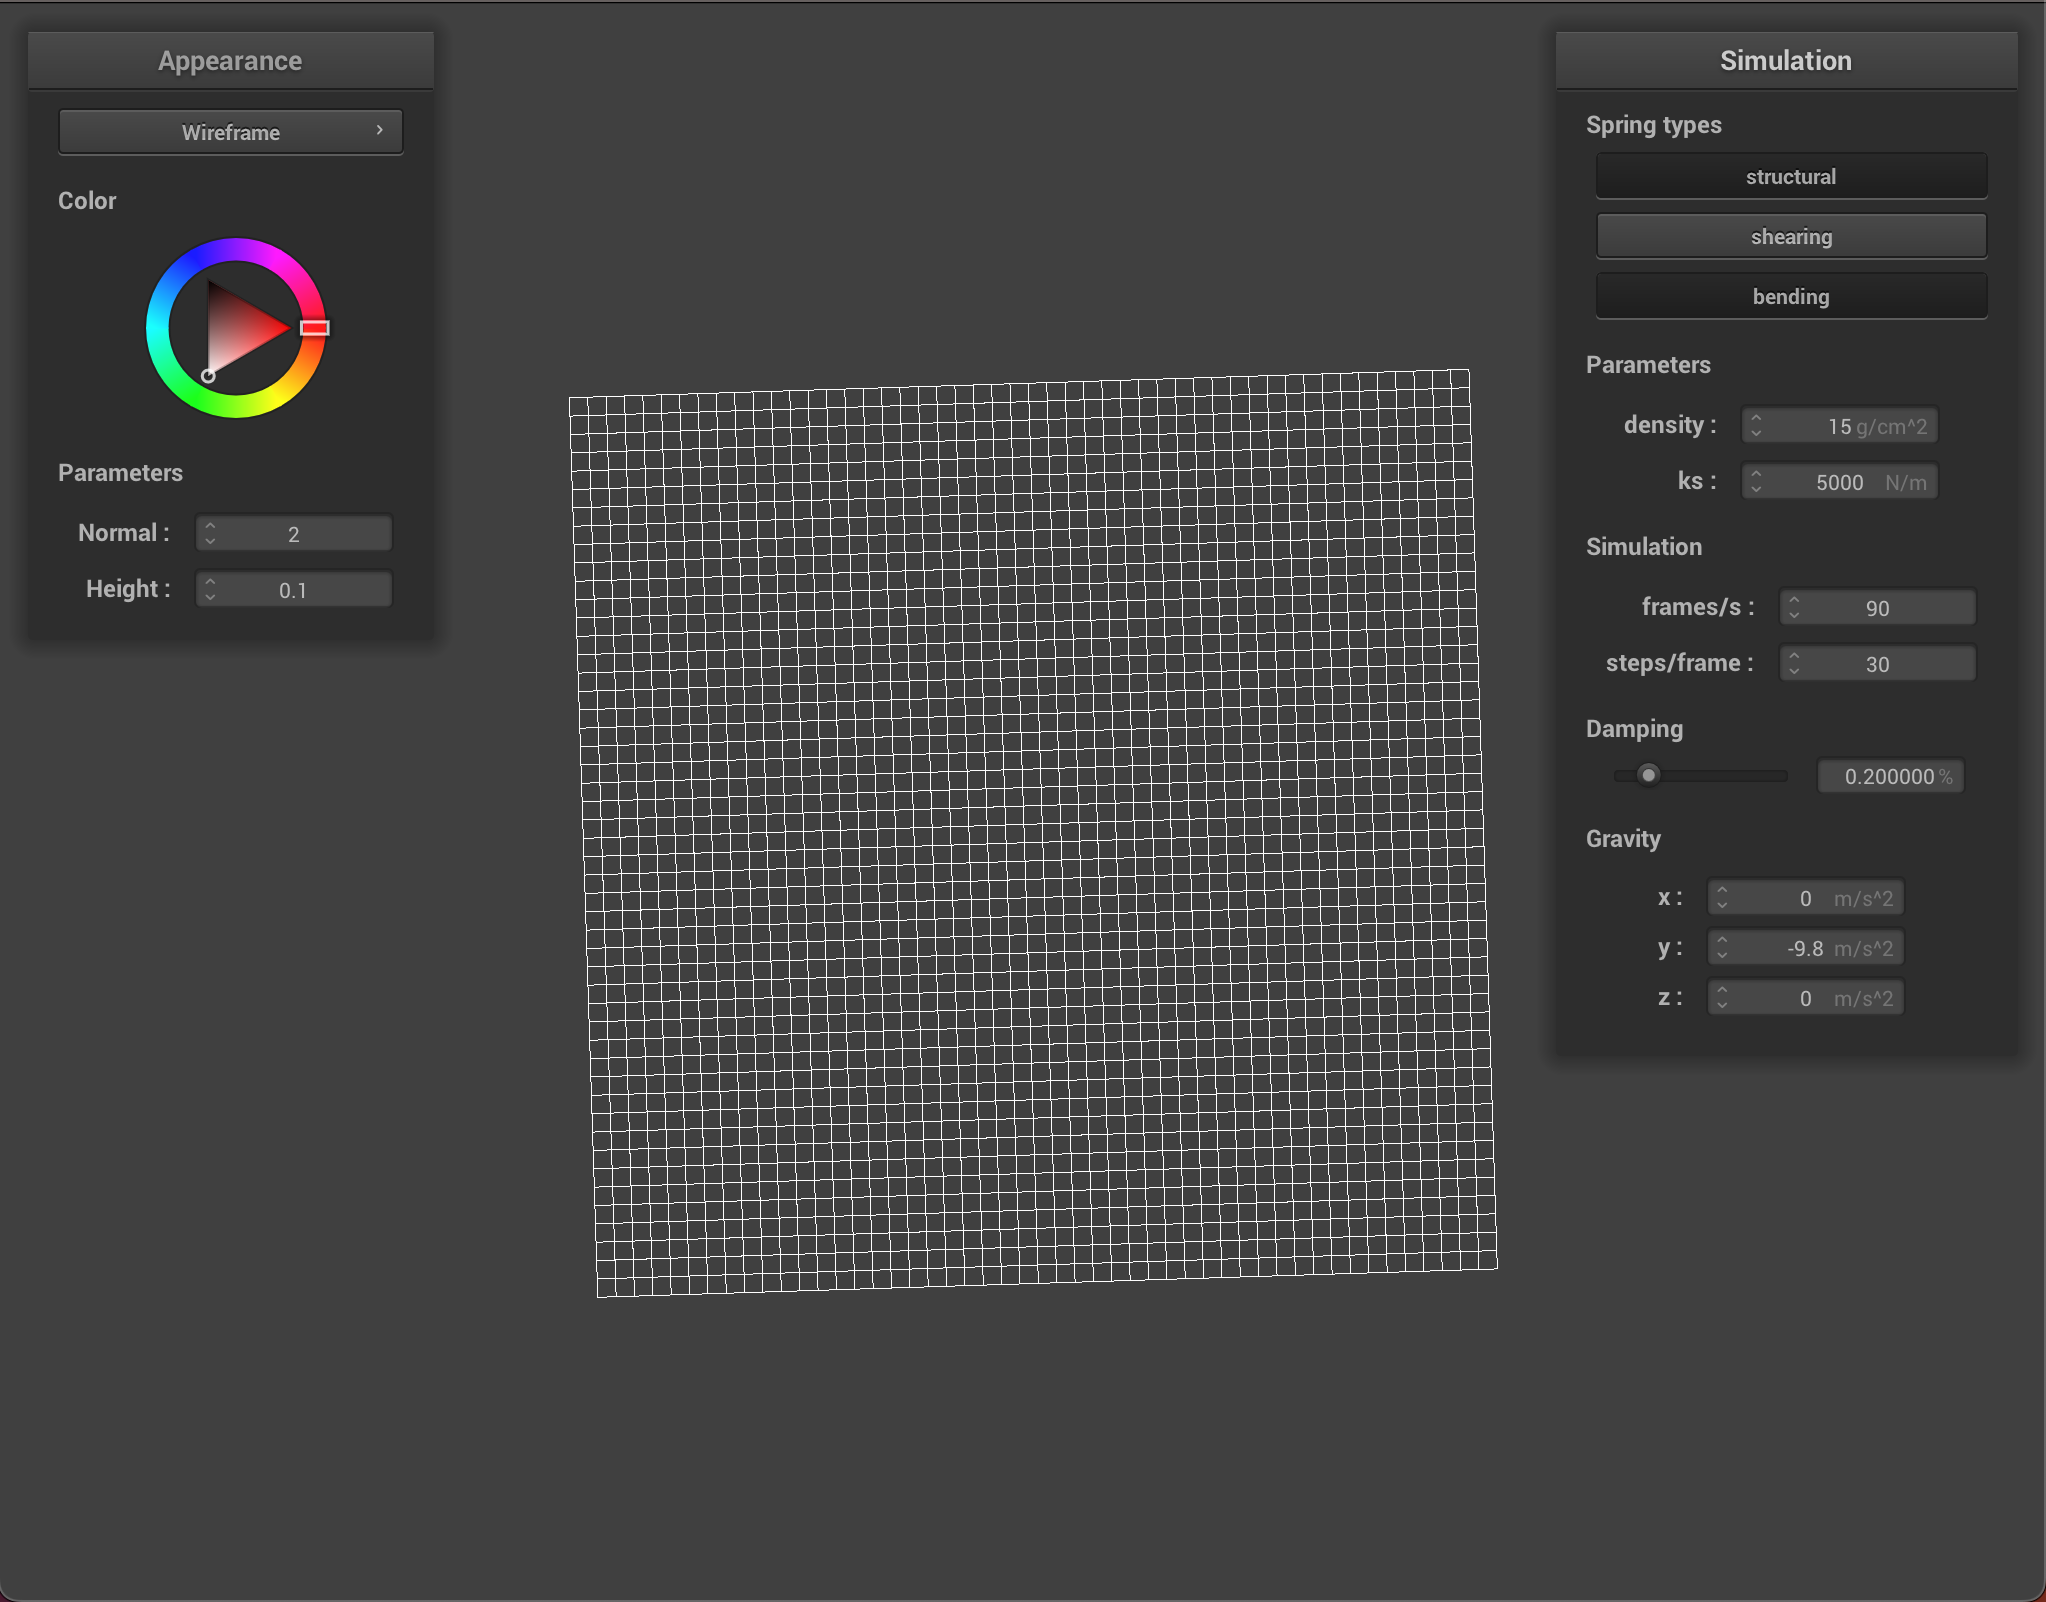 Appearance
Wireframe
Color
Parameters
Normal : 2
Height : 0.1
Simulation
Spring types
structural
shearing
bending
Parameters
density : 15 g/cm^2
ks : 5000 N/m
Simulation
frames/s : 90
steps/frame : 30
Damping
0.200000 %
Gravity
x : 0 m/s^2
y : -9.8 m/s^2
z : 0 m/s^2